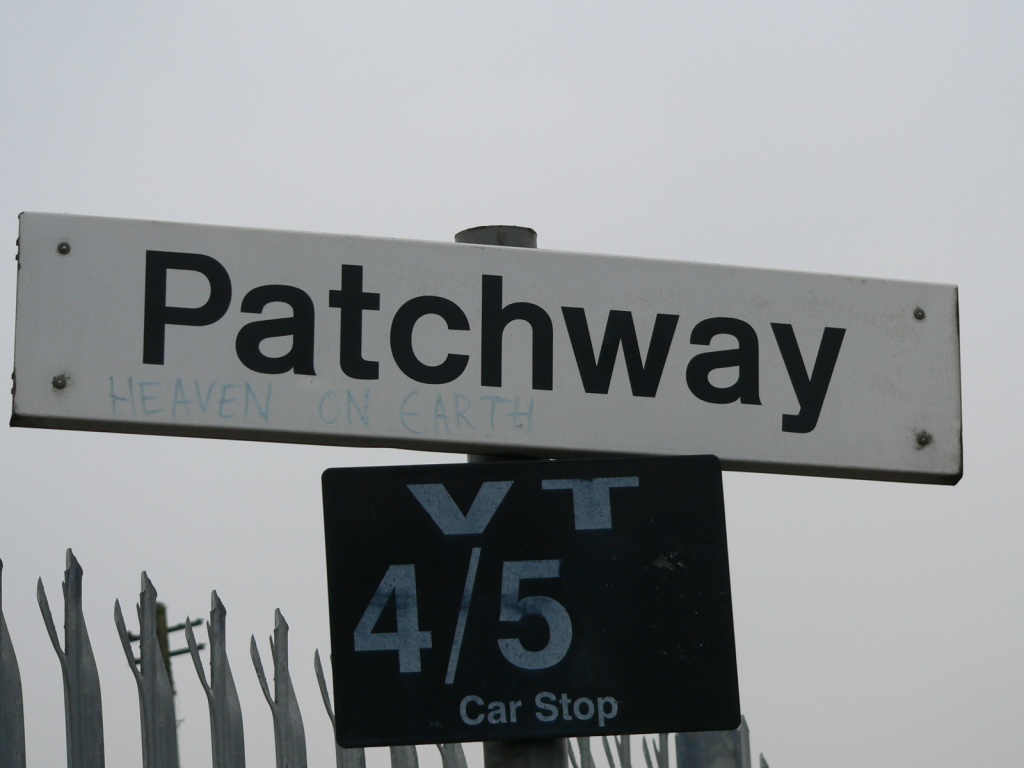 Patchway
HEAVEN ON EARTH
VT
4/5
Car Stop